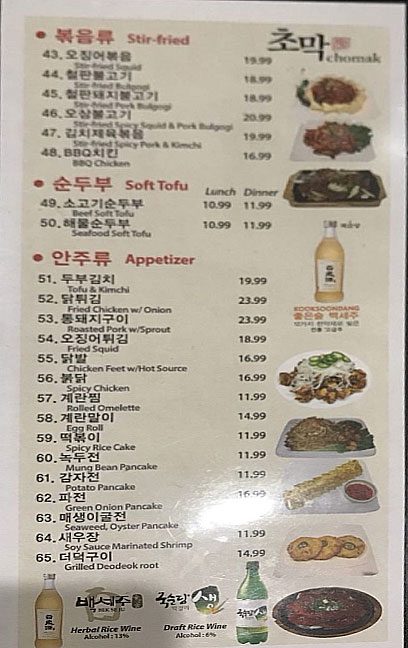 초막 chomak
볶음류 Stir-fried
43. 오징어볶음 19.99
Stir-fried Squid
44. 철판불고기 18.99
Stir-fried Bulgogi
45. 철판돼지불고기 18.99
Stir-fried Pork Bulgogi
46. 오삼불고기 20.99
Stir-fried Spicy Squid & Pork Bulgogi
47. 김치제육볶음 19.99
Stir-fried Spicy Pork & Kimchi
48. BBQ치킨 16.99
BBQ Chicken
순두부 Soft Tofu Lunch Dinner
49. 소고기순두부 10.99 11.99
Beef Soft Tofu
50. 해물순두부 10.99 11.99
Seafood Soft Tofu
KOOKSOONDANG
좋은술 백세주
안주류 Appetizer
51. 두부김치 19.99
Tofu & Kimchi
52. 닭튀김 23.99
Fried Chicken w/Onion
53. 통돼지구이 23.99
Roasted Pork w/Sprout
54. 오징어튀김 18.99
Fried Squid
55. 닭발 16.99
Chicken Feet w/Hot Source
56. 불닭 16.99
Spicy Chicken
57. 계란찜 11.99
Rolled Omelette
58. 계란말이 14.99
Egg Roll
59. 떡볶이 11.99
Spicy Rice Cake
60. 녹두전 11.99
Mung Bean Pancake
61. 감자전 11.99
Potato Pancake
62. 파전 16.99
Green Onion Pancake
63. 매생이굴전
Seaweed, Oyster Pancake
64. 새우장 11.99
Soy Sauce Marinated Shrimp
65. 더덕구이 14.99
Grilled Deodeok root
백세주
Herbal Rice Wine
Alcohol : 13%
국순당 생
막걸리
Draft Rice Wine
Alcohol : 6%